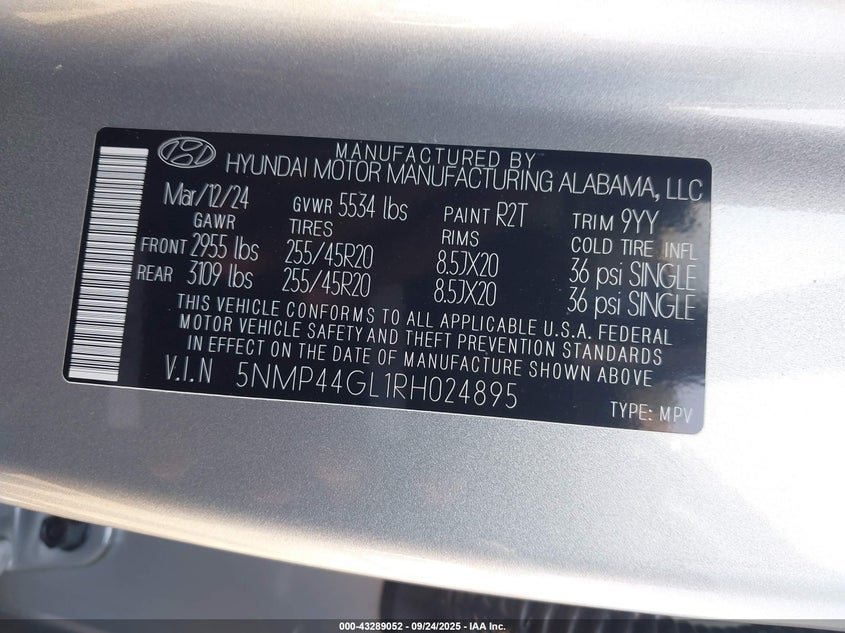 MANUFACTURED BY
HYUNDAI MOTOR MANUFACTURING ALABAMA, LLC
Mar/12/24 GVWR 5534 lbs PAINT R2T TRIM 9YY
GAWR TIRES RIMS COLD TIRE INFL
FRONT 2955 lbs 255/45R20 8.5JX20 36 psi SINGLE
REAR 3109 lbs 255/45R20 8.5JX20 36 psi SINGLE
THIS VEHICLE CONFORMS TO ALL APPLICABLE U.S.A. FEDERAL
MOTOR VEHICLE SAFETY AND THEFT PREVENTION STANDARDS
IN EFFECT ON THE DATE OF MANUFACTURE SHOWN ABOVE
V.I.N 5NMP44GL1RH024895
TYPE: MPV
000-43289052 - 09/24/2025 - IAA Inc.